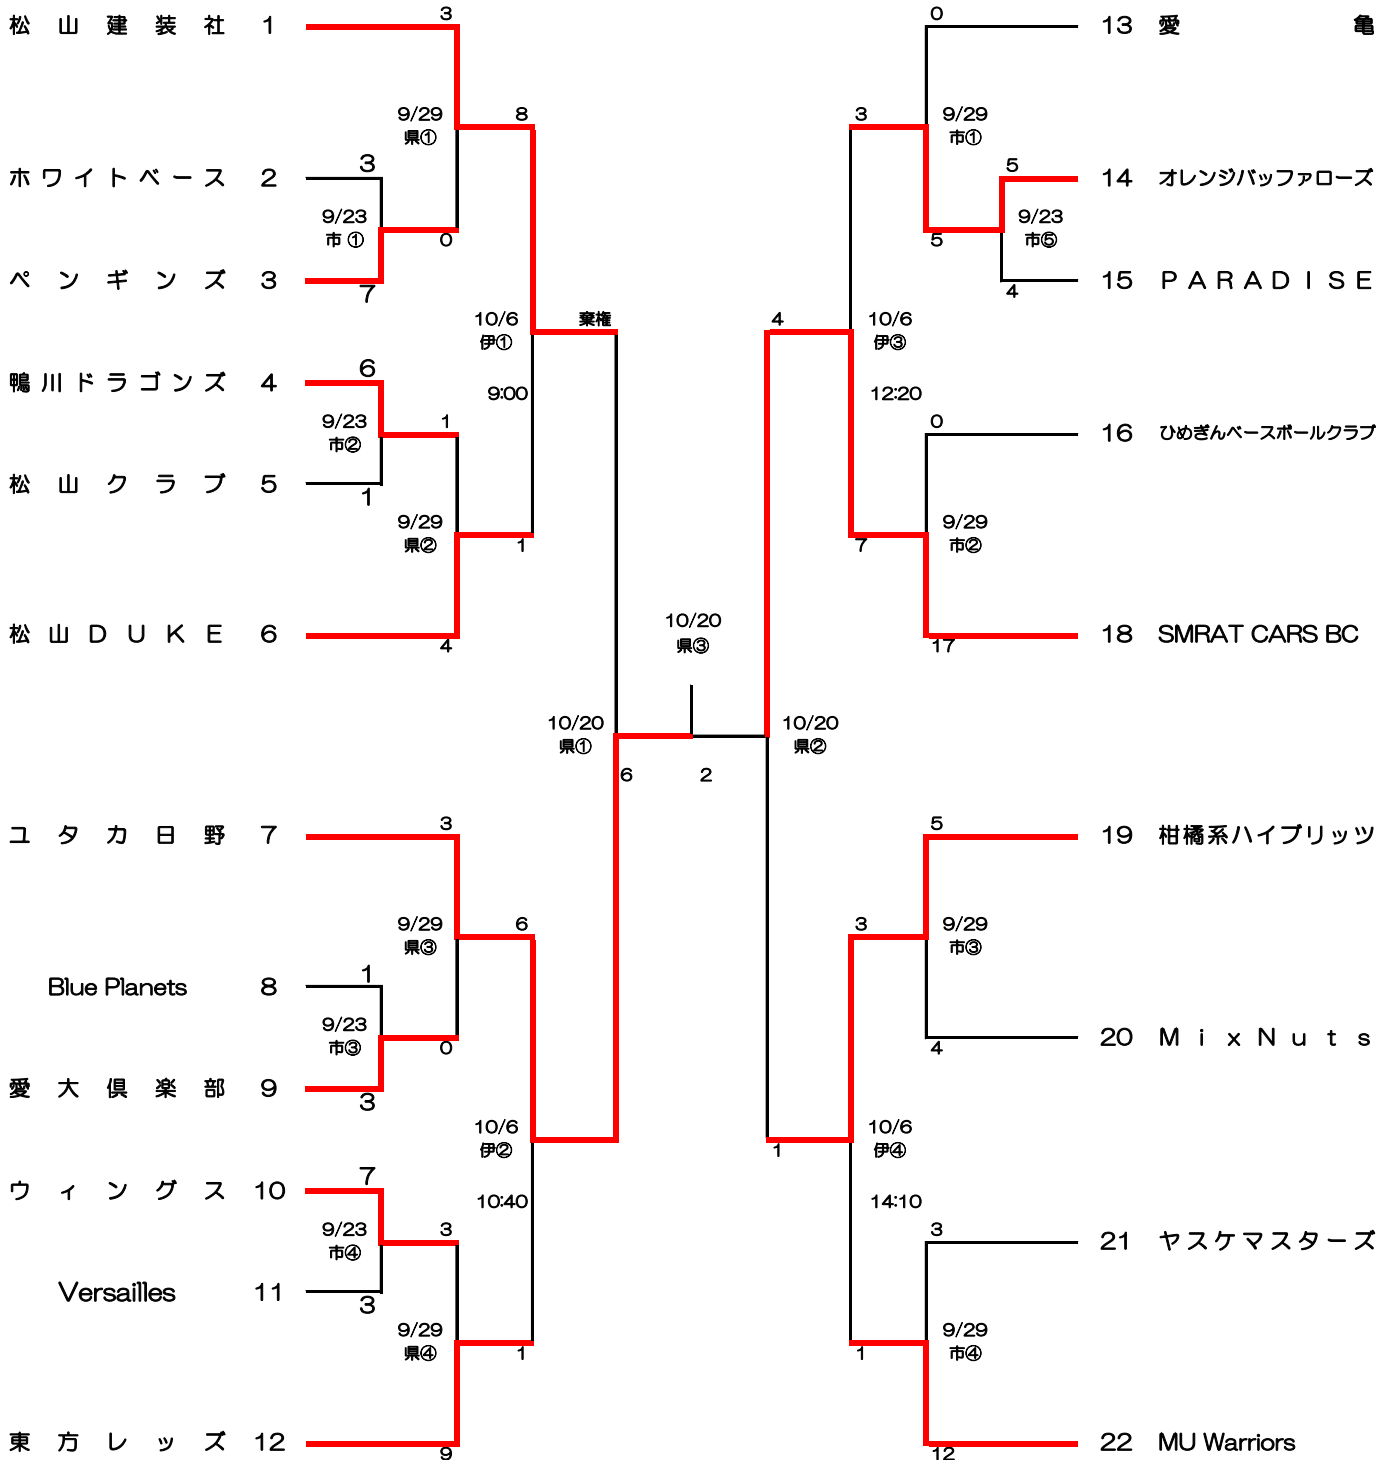 松山建装社 1
3
9/29
県①
8
ホワイトベース 2
3
9/23
市 ①
0
ペンギンズ 3
7
10/6
伊①
棄権
9:00
鴨川ドラゴンズ 4
6
9/23
市②
1
松山クラブ 5
1
9/29
県②
1
松山DUKE 6
4
10/20
県①
6
ユタカ日野 7
3
9/29
県③
6
Blue Planets 8
1
9/23
市③
0
愛大倶楽部 9
3
10/6
伊②
10:40
ウィングス 10
7
9/23
市④
3
Versailles 11
3
9/29
県④
1
東方レッズ 12
9
10/20
県③
2
0
13 愛亀
3
9/29
市①
5
14 オレンジバッファローズ
9/23
市⑤
5
15 PARADISE
4
4
10/6
伊③
12:20
0
16 ひめぎんベースボールクラブ
9/29
市②
7
18 SMRAT CARS BC
17
10/20
県②
5
19 柑橘系ハイブリッツ
3
9/29
市③
20 MixNuts
4
1
10/6
伊④
14:10
3
21 ヤスケマスターズ
9/29
市④
1
22 MU Warriors
12